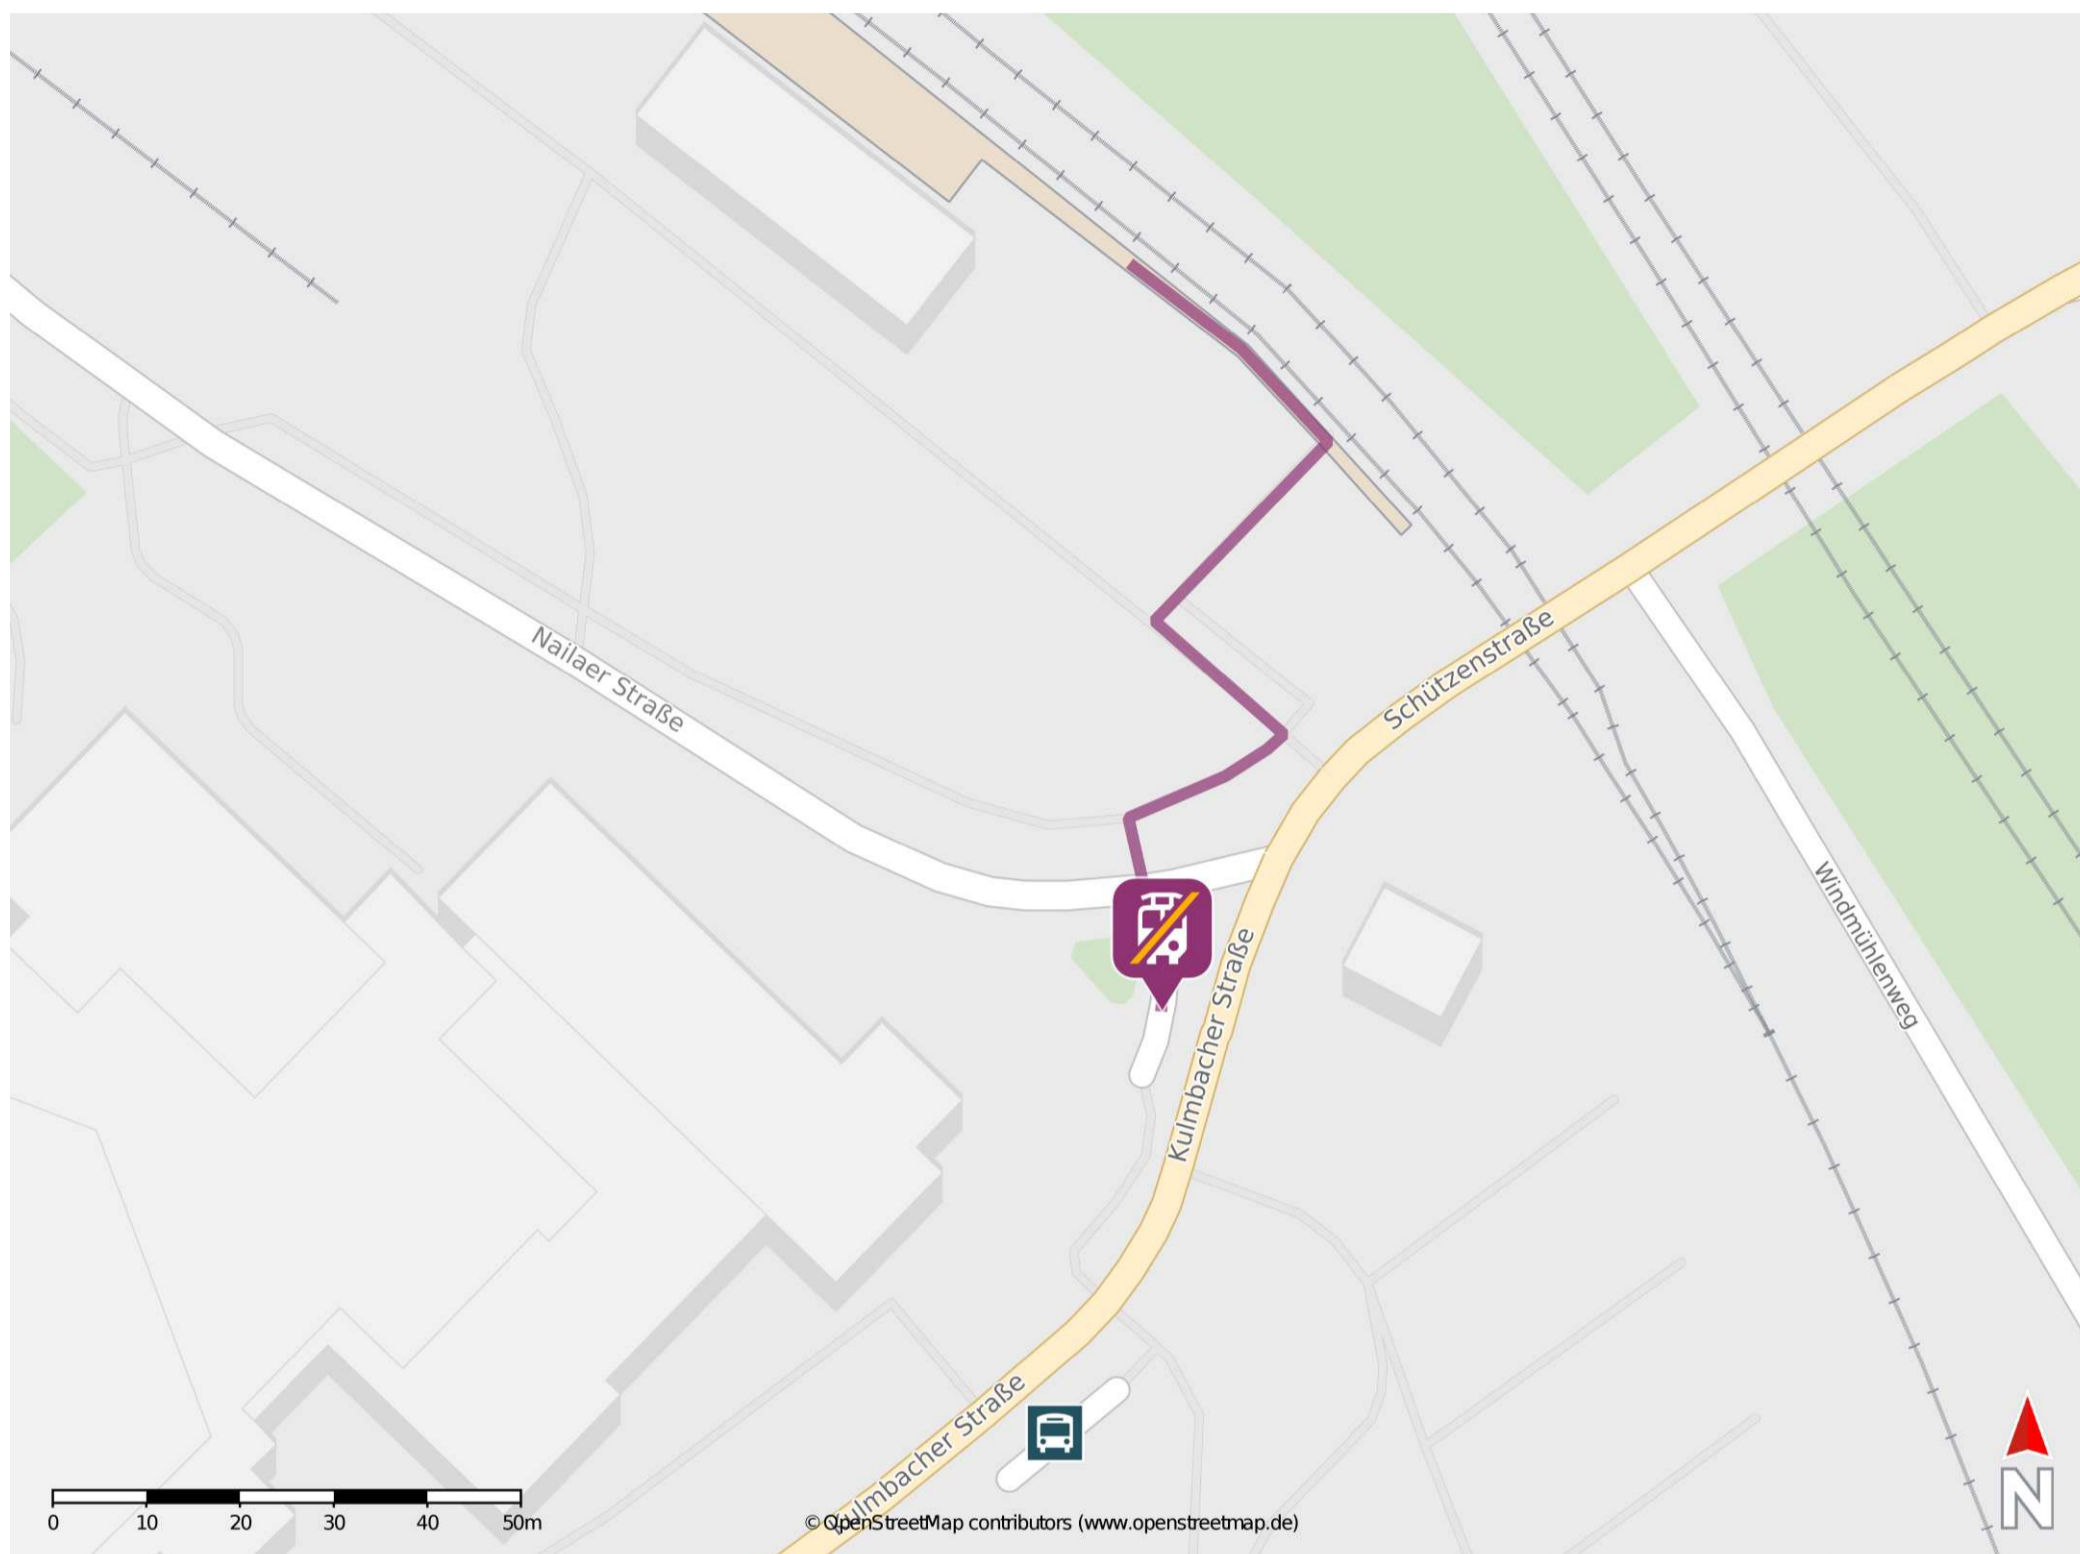 Nailaer Straße
Schützenstraße
Windmühlenweg
Kulmbacher Straße
Kulmbacher Straße
N
0 10 20 30 40 50m
© OpenStreetMap contributors (www.openstreetmap.de)